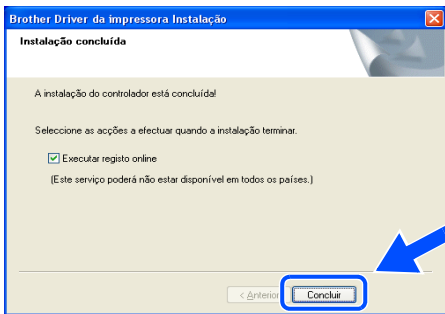 Brother Driver da impressora Instalação
Instalação concluída
A instalação do controlador está concluída!
Seleccione as acções a efectuar quando a instalação terminar.
Executar registo online
(Este serviço poderá não estar disponível em todos os países.)
< Anterior
Concluir